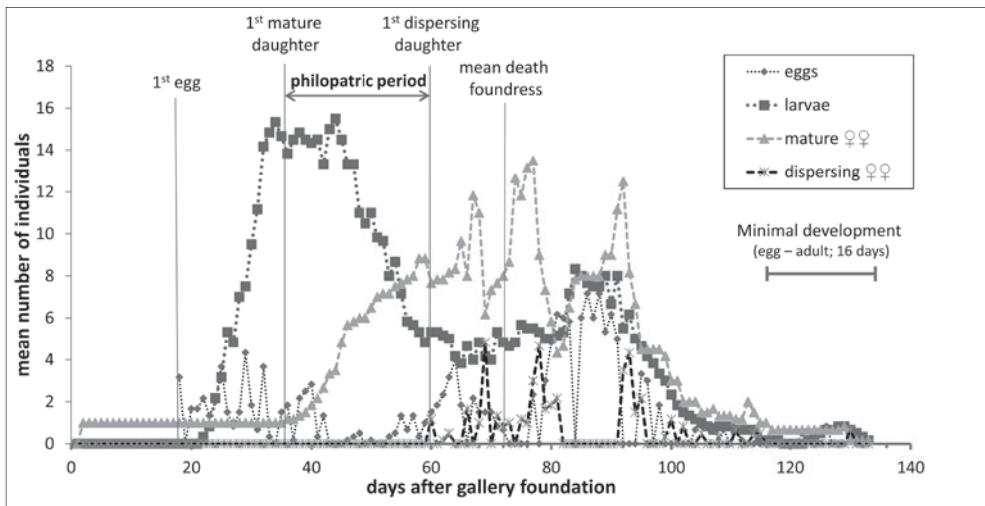 1st mature
daughter
1st dispersing
daughter
1st egg
philopatric period
mean death
foundress
eggs
larvae
mature ♀♀
dispersing ♀♀
Minimal development
(egg – adult; 16 days)
mean number of individuals
18
16
14
12
10
8
6
4
2
0
0 20 40 60 80 100 120 140
days after gallery foundation